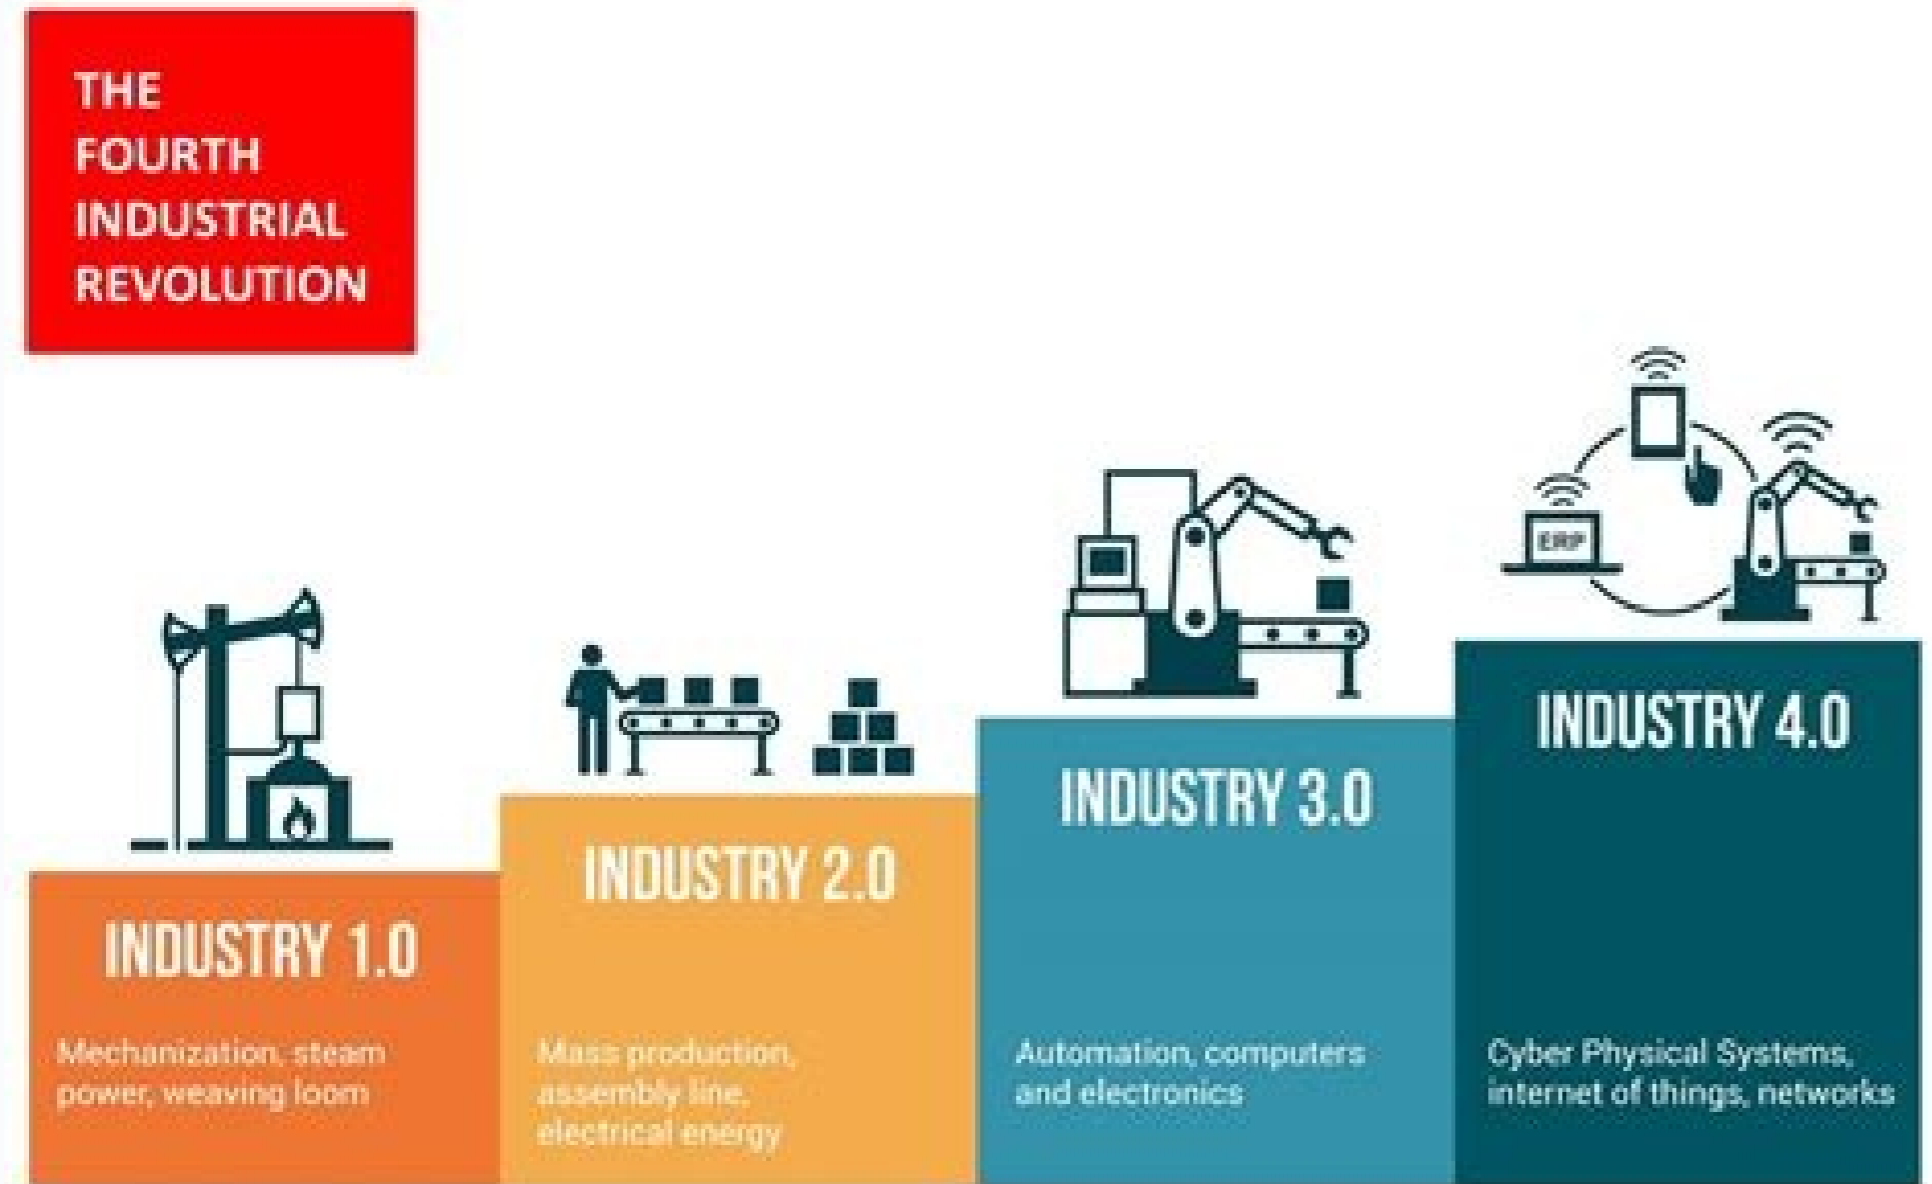 THE
FOURTH
INDUSTRIAL
REVOLUTION
ERP
INDUSTRY 1.0
Mechanization, steam
power, weaving loom
INDUSTRY 2.0
Mass production,
assembly line,
electrical energy
INDUSTRY 3.0
Automation, computers
and electronics
INDUSTRY 4.0
Cyber Physical Systems,
internet of things, networks